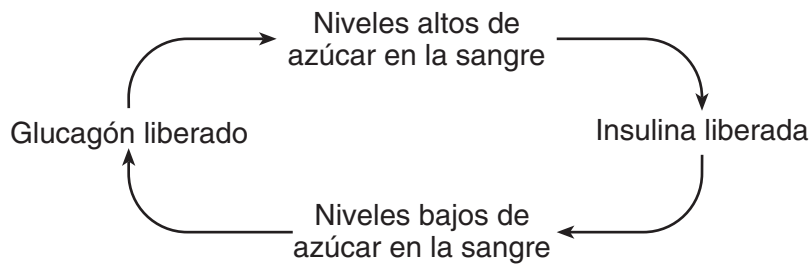 Niveles altos de
azúcar en la sangre
Glucagón liberado
Insulina liberada
Niveles bajos de
azúcar en la sangre